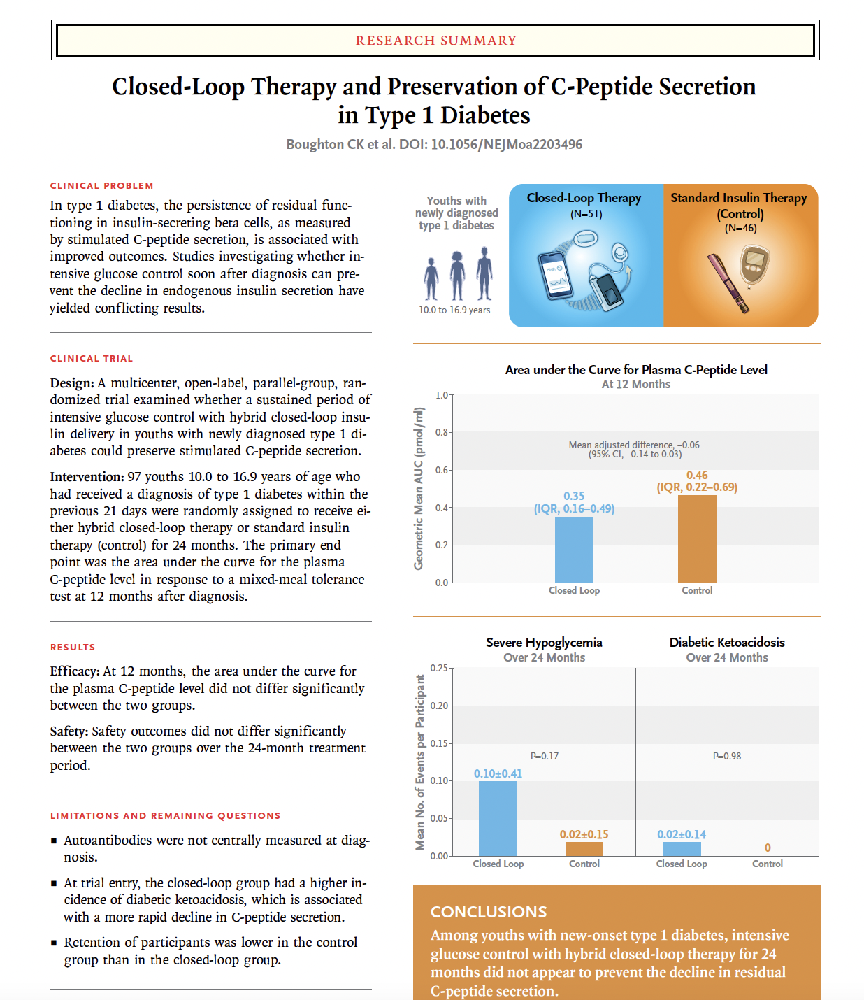 RESEARCH SUMMARY
Closed-Loop Therapy and Preservation of C-Peptide Secretion
in Type 1 Diabetes
Boughton CK et al. DOI: 10.1056/NEJMoa2203496
CLINICAL PROBLEM
In type 1 diabetes, the persistence of residual func-
tioning in insulin-secreting beta cells, as measured
by stimulated C-peptide secretion, is associated with
improved outcomes. Studies investigating whether in-
tensive glucose control soon after diagnosis can pre-
vent the decline in endogenous insulin secretion have
yielded conflicting results.
CLINICAL TRIAL
Design: A multicenter, open-label, parallel-group, ran-
domized trial examined whether a sustained period of
intensive glucose control with hybrid closed-loop insu-
lin delivery in youths with newly diagnosed type 1 di-
abetes could preserve stimulated C-peptide secretion.
Intervention: 97 youths 10.0 to 16.9 years of age who
had received a diagnosis of type 1 diabetes within the
previous 21 days were randomly assigned to receive ei-
ther hybrid closed-loop therapy or standard insulin
therapy (control) for 24 months. The primary end
point was the area under the curve for the plasma
C-peptide level in response to a mixed-meal tolerance
test at 12 months after diagnosis.
RESULTS
Efficacy: At 12 months, the area under the curve for
the plasma C-peptide level did not differ significantly
between the two groups.
Safety: Safety outcomes did not differ significantly
between the two groups over the 24-month treatment
period.
LIMITATIONS AND REMAINING QUESTIONS
■ Autoantibodies were not centrally measured at diag-
nosis.
■ At trial entry, the closed-loop group had a higher in-
cidence of diabetic ketoacidosis, which is associated
with a more rapid decline in C-peptide secretion.
■ Retention of participants was lower in the control
group than in the closed-loop group.
Youths with
newly diagnosed
type 1 diabetes
10.0 to 16.9 years
Closed-Loop Therapy
(N=51)
High
Standard Insulin Therapy
(Control)
(N=46)
Area under the Curve for Plasma C-Peptide Level
At 12 Months
Geometric Mean AUC (pmol/ml)
1.0
0.8
0.6
0.4
0.2
0.0
Mean adjusted difference, –0.06
(95% CI, –0.14 to 0.03)
0.35
(IQR, 0.16–0.49)
0.46
(IQR, 0.22–0.69)
Closed Loop
Control
Severe Hypoglycemia
Over 24 Months
Diabetic Ketoacidosis
Over 24 Months
Mean No. of Events per Participant
0.25
0.20
0.15
0.10
0.05
0.00
P=0.17
0.10±0.41
0.02±0.15
Closed Loop
Control
P=0.98
0.02±0.14
0
Closed Loop
Control
CONCLUSIONS
Among youths with new-onset type 1 diabetes, intensive
glucose control with hybrid closed-loop therapy for 24
months did not appear to prevent the decline in residual
C-peptide secretion.